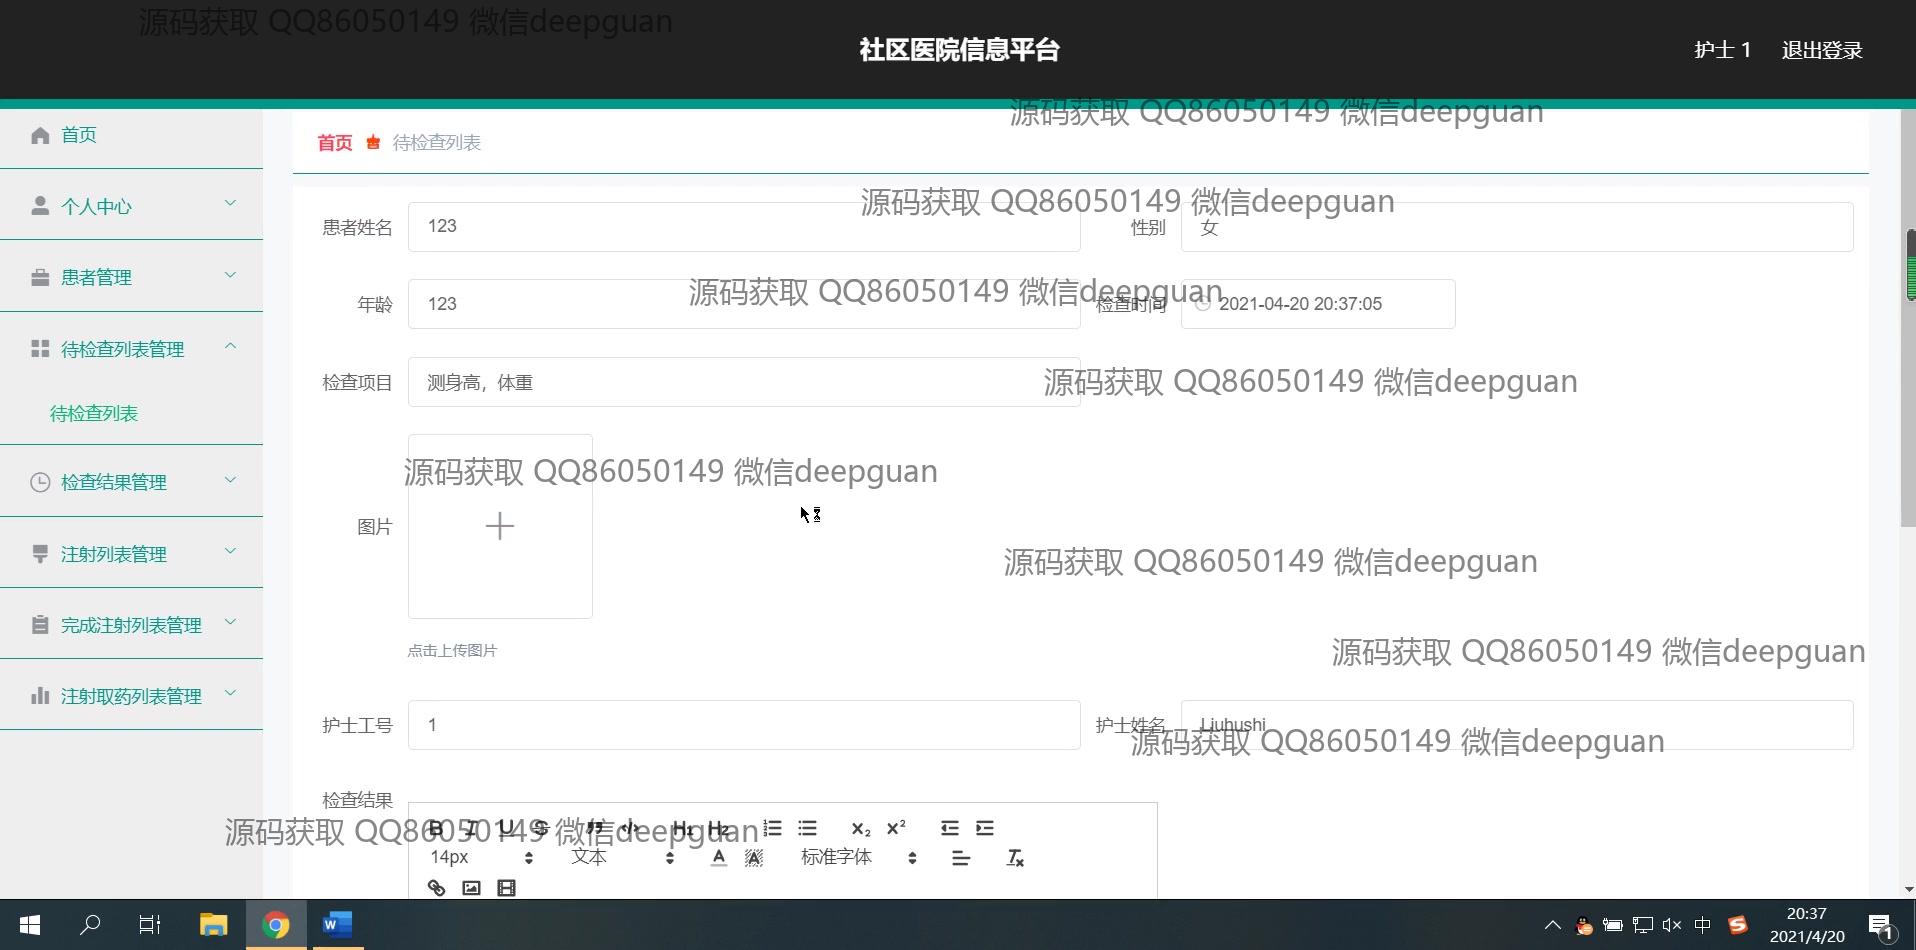 源码获取 QQ86050149 微信deepguan
社区医院信息平台
护士 1
退出登录
源码获取 QQ86050149 微信deepguan
首页
首页
待检查列表
源码获取 QQ86050149 微信deepguan
个人中心
患者姓名
123
性别
女
患者管理
源码获取 QQ86050149 微信deepguan
年龄
123
检查时间
2021-04-20 20:37:05
待检查列表管理
检查项目
测身高，体重
源码获取 QQ86050149 微信deepguan
待检查列表
源码获取 QQ86050149 微信deepguan
检查结果管理
图片
注射列表管理
源码获取 QQ86050149 微信deepguan
完成注射列表管理
点击上传图片
源码获取 QQ86050149 微信deepguan
注射取药列表管理
护士工号
1
护士姓名
Liuhushi
源码获取 QQ86050149 微信deepguan
检查结果
源码获取 QQ86050149 微信deepguan
B I U S H1 H2 X2 X2
14px
文本
A
A
标准字体
Tx
W
中
S
20:37
2021/4/20
1